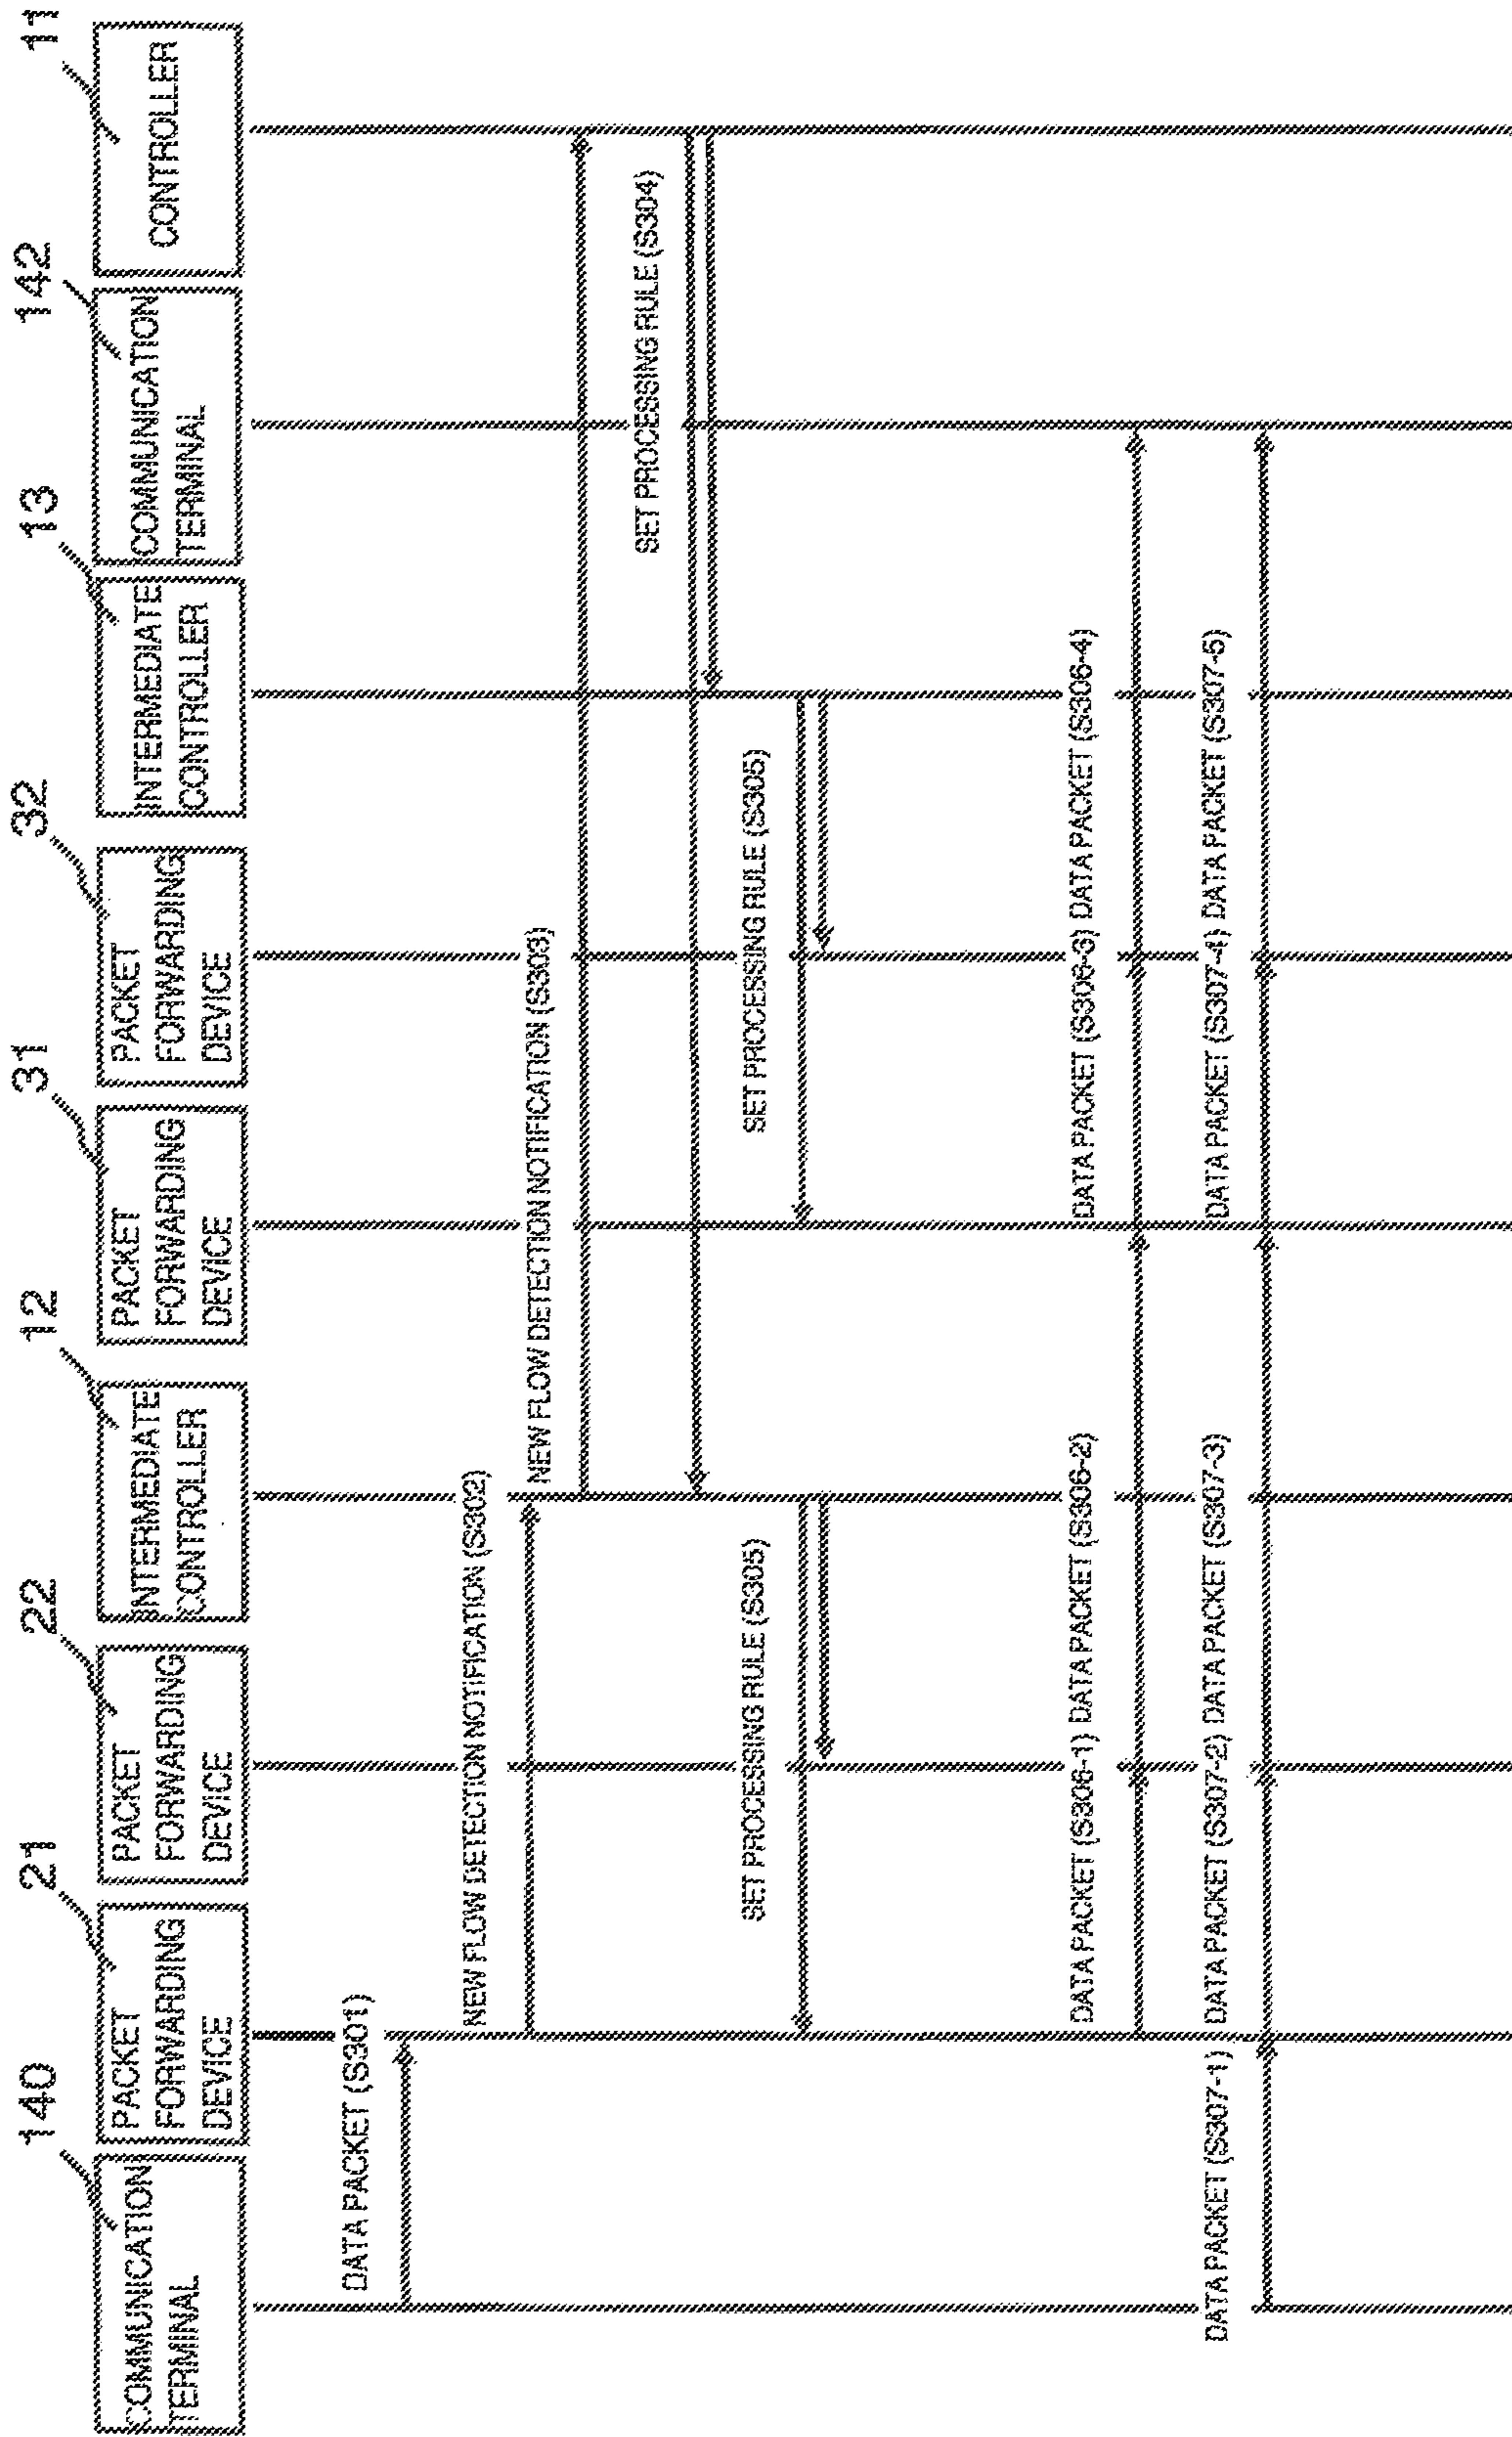 140
COMMUNICATION
TERMINAL
21
PACKET
FORWARDING
DEVICE
22
PACKET
FORWARDING
DEVICE
12
INTERMEDIATE
CONTROLLER
31
PACKET
FORWARDING
DEVICE
32
PACKET
FORWARDING
DEVICE
13
INTERMEDIATE
CONTROLLER
142
COMMUNICATION
TERMINAL
11
CONTROLLER
DATA PACKET (S301)
NEW FLOW DETECTION NOTIFICATION (S302)
NEW FLOW DETECTION NOTIFICATION (S303)
SET PROCESSING RULE (S304)
SET PROCESSING RULE (S305)
SET PROCESSING RULE (S305)
DATA PACKET (S306-1) DATA PACKET (S306-2)
DATA PACKET (S306-3) DATA PACKET (S306-4)
DATA PACKET (S307-1) DATA PACKET (S307-2) DATA PACKET (S307-3)
DATA PACKET (S307-4) DATA PACKET (S307-5)